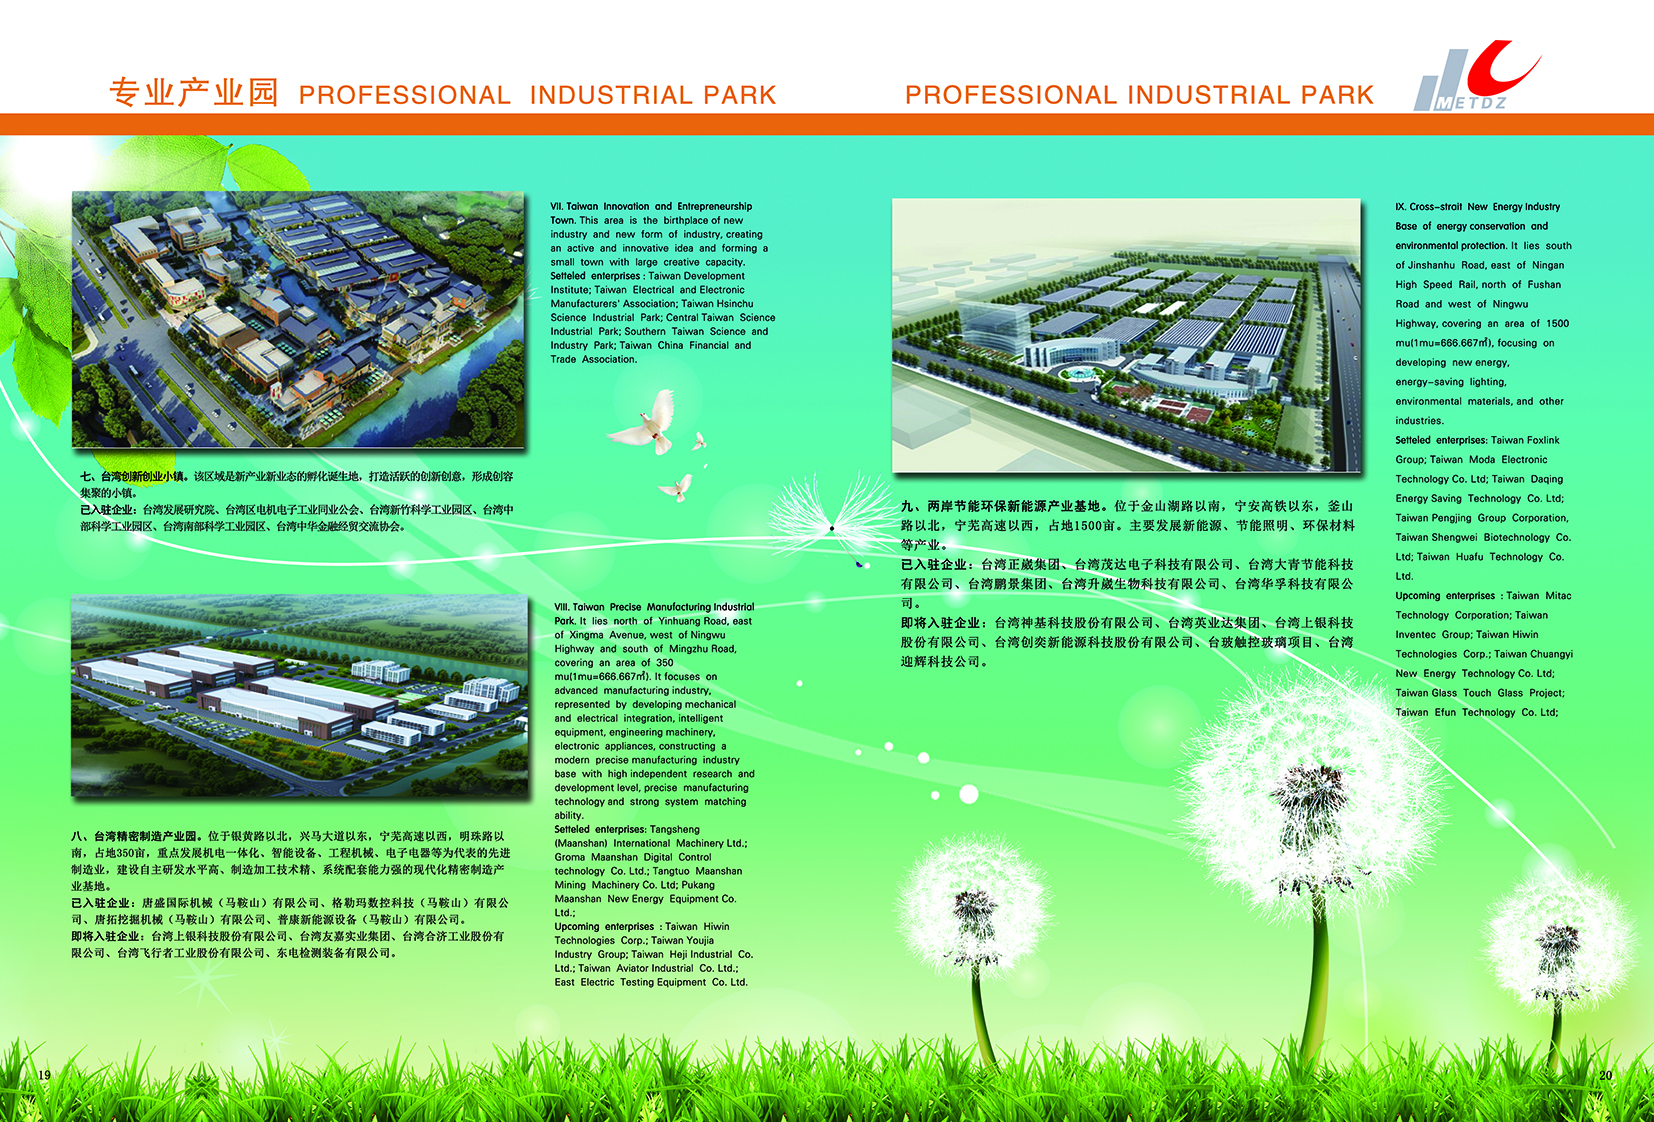 专业产业园 PROFESSIONAL INDUSTRIAL PARK
PROFESSIONAL INDUSTRIAL PARK
METDZ
VII. Taiwan Innovation and Entrepreneurship
Town. This area is the birthplace of new
industry and new form of industry, creating
an active and innovative idea and forming a
small town with large creative capacity.
Setteled enterprises : Taiwan Development
Institute; Taiwan Electrical and Electronic
Manufacturers' Association; Taiwan Hsinchu
Science Industrial Park; Central Taiwan Science
Industrial Park; Southern Taiwan Science and
Industry Park; Taiwan China Financial and
Trade Association.
七、台湾创新创业小镇。该区域是新产业新业态的孵化诞生地，打造活跃的创新创意，形成创容
集聚的小镇。
已入驻企业：台湾发展研究院、台湾区电机电子工业同业公会、台湾新竹科学工业园区、台湾中
部科学工业园区、台湾南部科学工业园区、台湾中华金融经贸交流协会。
VIII. Taiwan Precise Manufacturing Industrial
Park. It lies north of Yinhuang Road, east
of Xingma Avenue, west of Ningwu
Highway and south of Mingzhu Road,
covering an area of 350
mu(1mu=666.667㎡). It focuses on
advanced manufacturing industry,
represented by developing mechanical
and electrical integration, intelligent
equipment, engineering machinery,
electronic appliances, constructing a
modern precise manufacturing industry
base with high independent research and
development level, precise manufacturing
technology and strong system matching
ability.
Setteled enterprises: Tangsheng
(Maanshan) International Machinery Ltd.;
Groma Maanshan Digital Control
technology Co. Ltd.; Tangtuo Maanshan
Mining Machinery Co. Ltd; Pukang
Maanshan New Energy Equipment Co.
Ltd.;
Upcoming enterprises : Taiwan Hiwin
Technologies Corp.; Taiwan Youjia
Industry Group; Taiwan Heji Industrial Co.
Ltd.; Taiwan Aviator Industrial Co. Ltd.;
East Electric Testing Equipment Co. Ltd.
八、台湾精密制造产业园。位于银黄路以北，兴马大道以东，宁芜高速以西，明珠路以
南，占地350亩，重点发展机电一体化、智能设备、工程机械、电子电器等为代表的先进
制造业，建设自主研发水平高、制造加工技术精、系统配套能力强的现代化精密制造产
业基地。
已入驻企业：唐盛国际机械（马鞍山）有限公司、格勒玛数控科技（马鞍山）有限公
司、唐拓挖掘机械（马鞍山）有限公司、普康新能源设备（马鞍山）有限公司。
即将入驻企业：台湾上银科技股份有限公司、台湾友嘉实业集团、台湾合济工业股份有
限公司、台湾飞行者工业股份有限公司、东电检测装备有限公司。
19
九、两岸节能环保新能源产业基地。位于金山湖路以南，宁安高铁以东，釜山
路以北，宁芜高速以西，占地1500亩。主要发展新能源、节能照明、环保材料
等产业。
已入驻企业：台湾正崴集团、台湾茂达电子科技有限公司、台湾大青节能科技
有限公司、台湾鹏景集团、台湾升崴生物科技有限公司、台湾华孚科技有限公
司。
即将入驻企业：台湾神基科技股份有限公司、台湾英业达集团、台湾上银科技
股份有限公司、台湾创奕新能源科技股份有限公司、台玻触控玻璃项目、台湾
迎辉科技公司。
IX. Cross-strait New Energy Industry
Base of energy conservation and
environmental protection. It lies south
of Jinshanhu Road, east of Ningan
High Speed Rail, north of Fushan
Road and west of Ningwu
Highway, covering an area of 1500
mu(1mu=666.667㎡), focusing on
developing new energy,
energy-saving lighting,
environmental materials, and other
industries.
Setteled enterprises: Taiwan Foxlink
Group; Taiwan Moda Electronic
Technology Co. Ltd; Taiwan Daqing
Energy Saving Technology Co. Ltd;
Taiwan Pengjing Group Corporation,
Taiwan Shengwei Biotechnology Co.
Ltd; Taiwan Huafu Technology Co.
Ltd.
Upcoming enterprises : Taiwan Mitac
Technology Corporation; Taiwan
Inventec Group; Taiwan Hiwin
Technologies Corp.; Taiwan Chuangyi
New Energy Technology Co. Ltd;
Taiwan Glass Touch Glass Project;
Taiwan Efun Technology Co. Ltd;
20